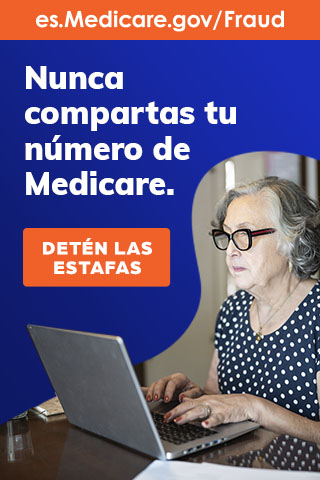 es.Medicare.gov/Fraud
Nunca
compartas tu
número de
Medicare.
DETÉN LAS
ESTAFAS